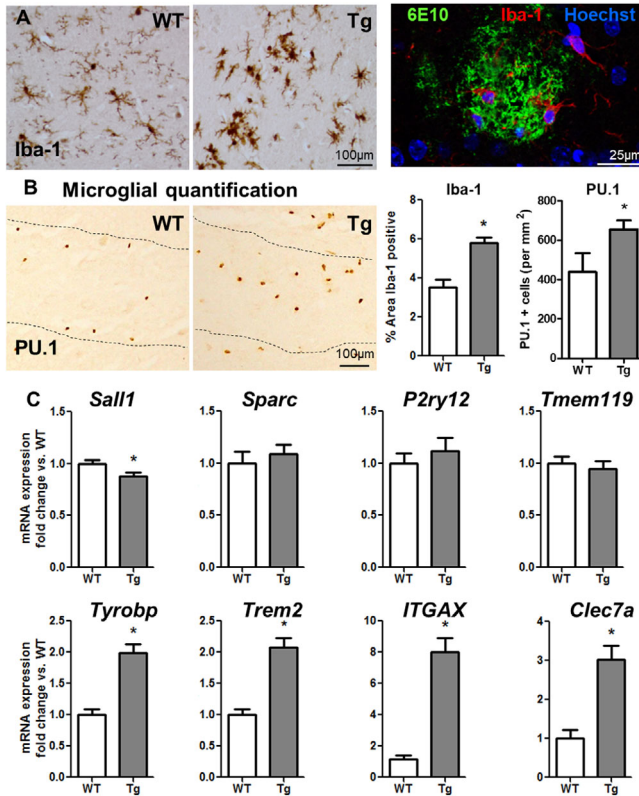 A
WT
Tg
Iba-1
100µm
6E10 Iba-1 Hoechst
25µm
B Microglial quantification
WT
Tg
PU.1
100µm
Iba-1
% Area Iba-1 positive
8
6
4
2
0
*
WT Tg
PU.1
PU.1 + cells (per mm²)
800
600
400
200
0
*
WT Tg
C
Sall1
mRNA expression
fold change vs. WT
1.5
1.0
0.5
0.0
*
WT Tg
Sparc
1.5
1.0
0.5
0.0
WT Tg
P2ry12
1.5
1.0
0.5
0.0
WT Tg
Tmem119
1.5
1.0
0.5
0.0
WT Tg
Tyrobp
mRNA expression
fold change vs. WT
2.5
2.0
1.5
1.0
0.5
0.0
*
WT Tg
Trem2
2.5
2.0
1.5
1.0
0.5
0.0
*
WT Tg
ITGAX
10
8
6
4
2
0
*
WT Tg
Clec7a
4
3
2
1
0
*
WT Tg